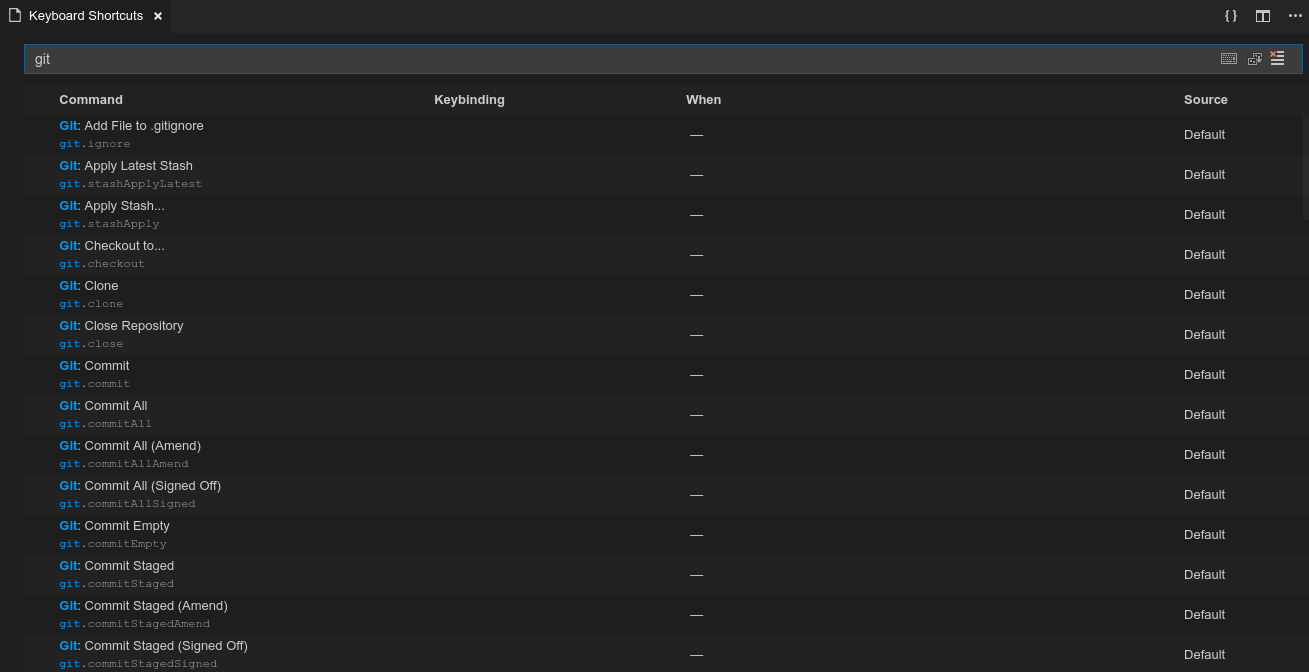 Keyboard Shortcuts
git
Command Keybinding When Source
Git: Add File to .gitignore
git.ignore
— Default
Git: Apply Latest Stash
git.stashApplyLatest
— Default
Git: Apply Stash...
git.stashApply
— Default
Git: Checkout to...
git.checkout
— Default
Git: Clone
git.clone
— Default
Git: Close Repository
git.close
— Default
Git: Commit
git.commit
— Default
Git: Commit All
git.commitAll
— Default
Git: Commit All (Amend)
git.commitAllAmend
— Default
Git: Commit All (Signed Off)
git.commitAllSigned
— Default
Git: Commit Empty
git.commitEmpty
— Default
Git: Commit Staged
git.commitStaged
— Default
Git: Commit Staged (Amend)
git.commitStagedAmend
— Default
Git: Commit Staged (Signed Off)
git.commitStagedSigned
— Default